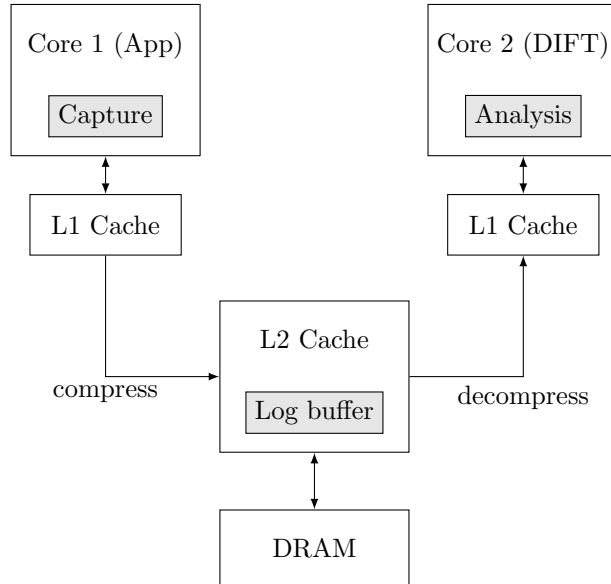 Core 1 (App)
Capture
Core 2 (DIFT)
Analysis
L1 Cache
L1 Cache
L2 Cache
Log buffer
compress
decompress
DRAM